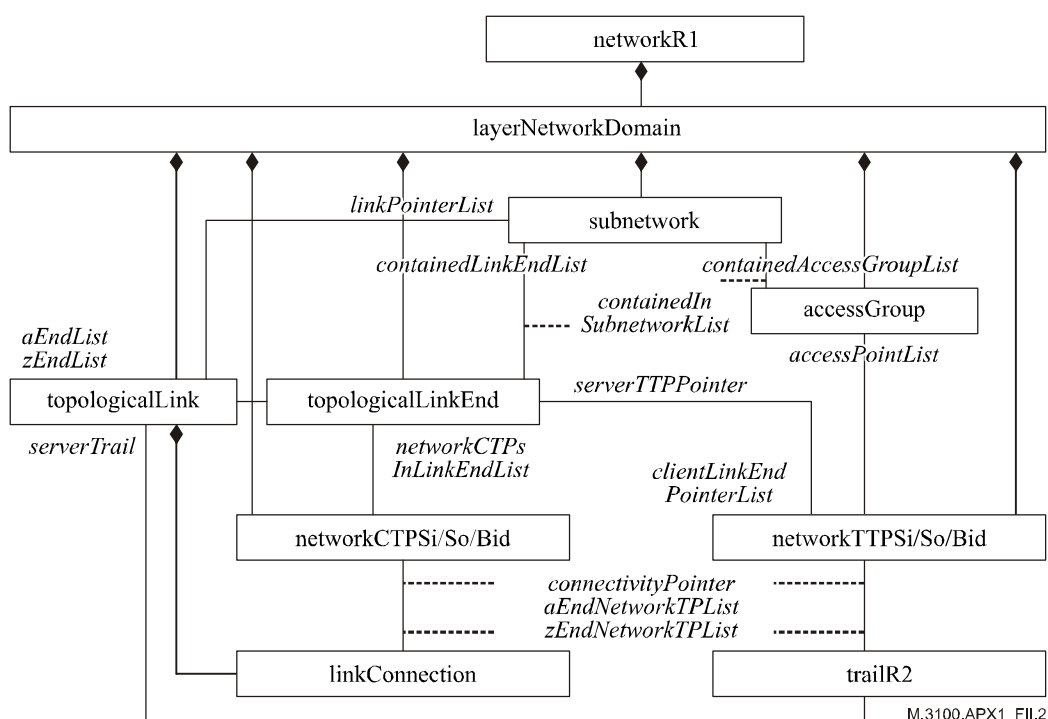 networkR1
layerNetworkDomain
linkPointerList
subnetwork
containedLinkEndList
containedAccessGroupList
containedIn
SubnetworkList
accessGroup
aEndList
zEndList
accessPointList
topologicalLink
topologicalLinkEnd
serverTTPPointer
serverTrail
networkCTPs
InLinkEndList
clientLinkEnd
PointerList
networkCTPSi/So/Bid
networkTTPSi/So/Bid
connectivityPointer
aEndNetworkTPList
zEndNetworkTPList
linkConnection
trailR2
M.3100.APX1_FII.2